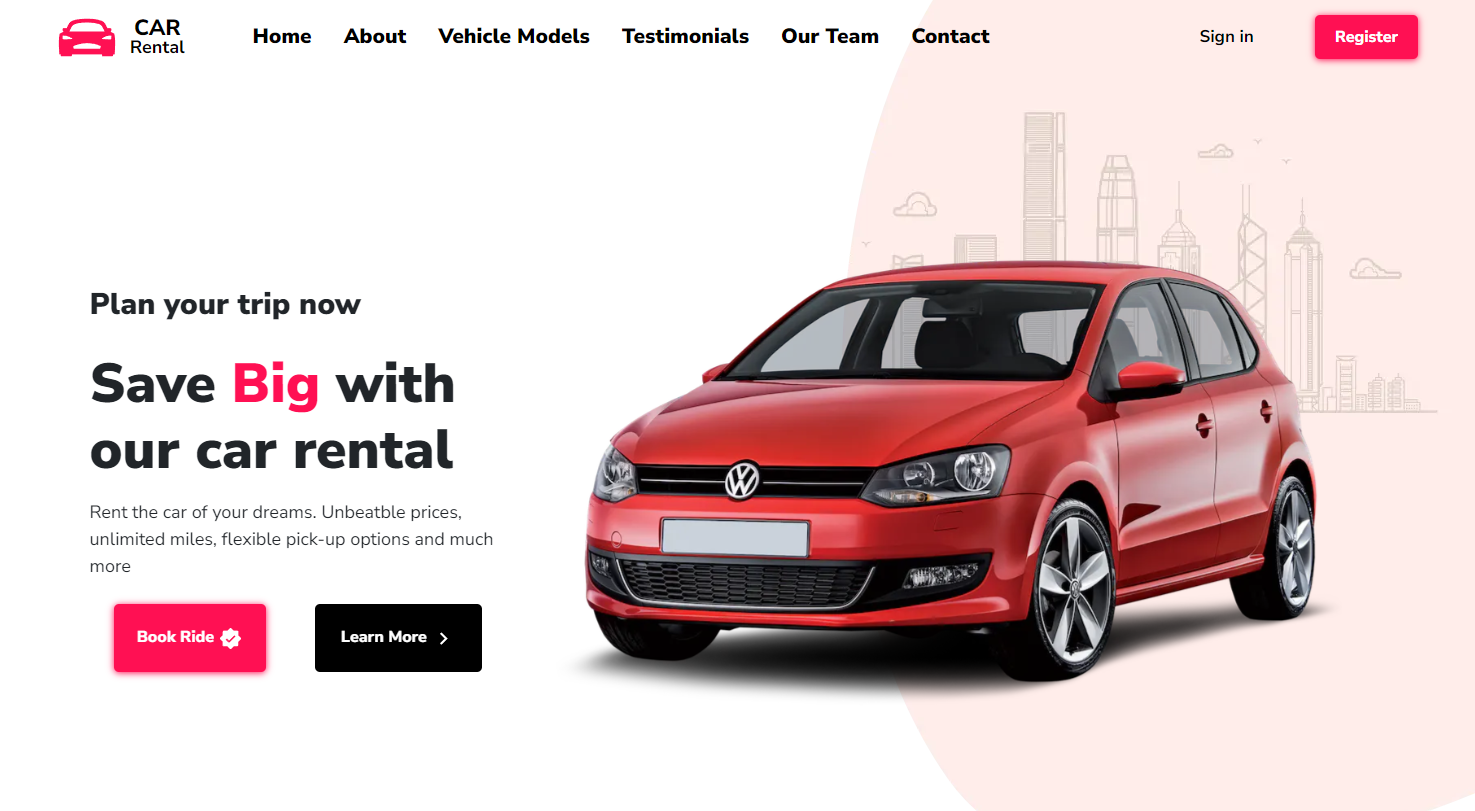 CAR
Rental
Home About Vehicle Models Testimonials Our Team Contact Sign in Register
Plan your trip now
Save Big with
our car rental
Rent the car of your dreams. Unbeatble prices,
unlimited miles, flexible pick-up options and much
more
Book Ride Learn More